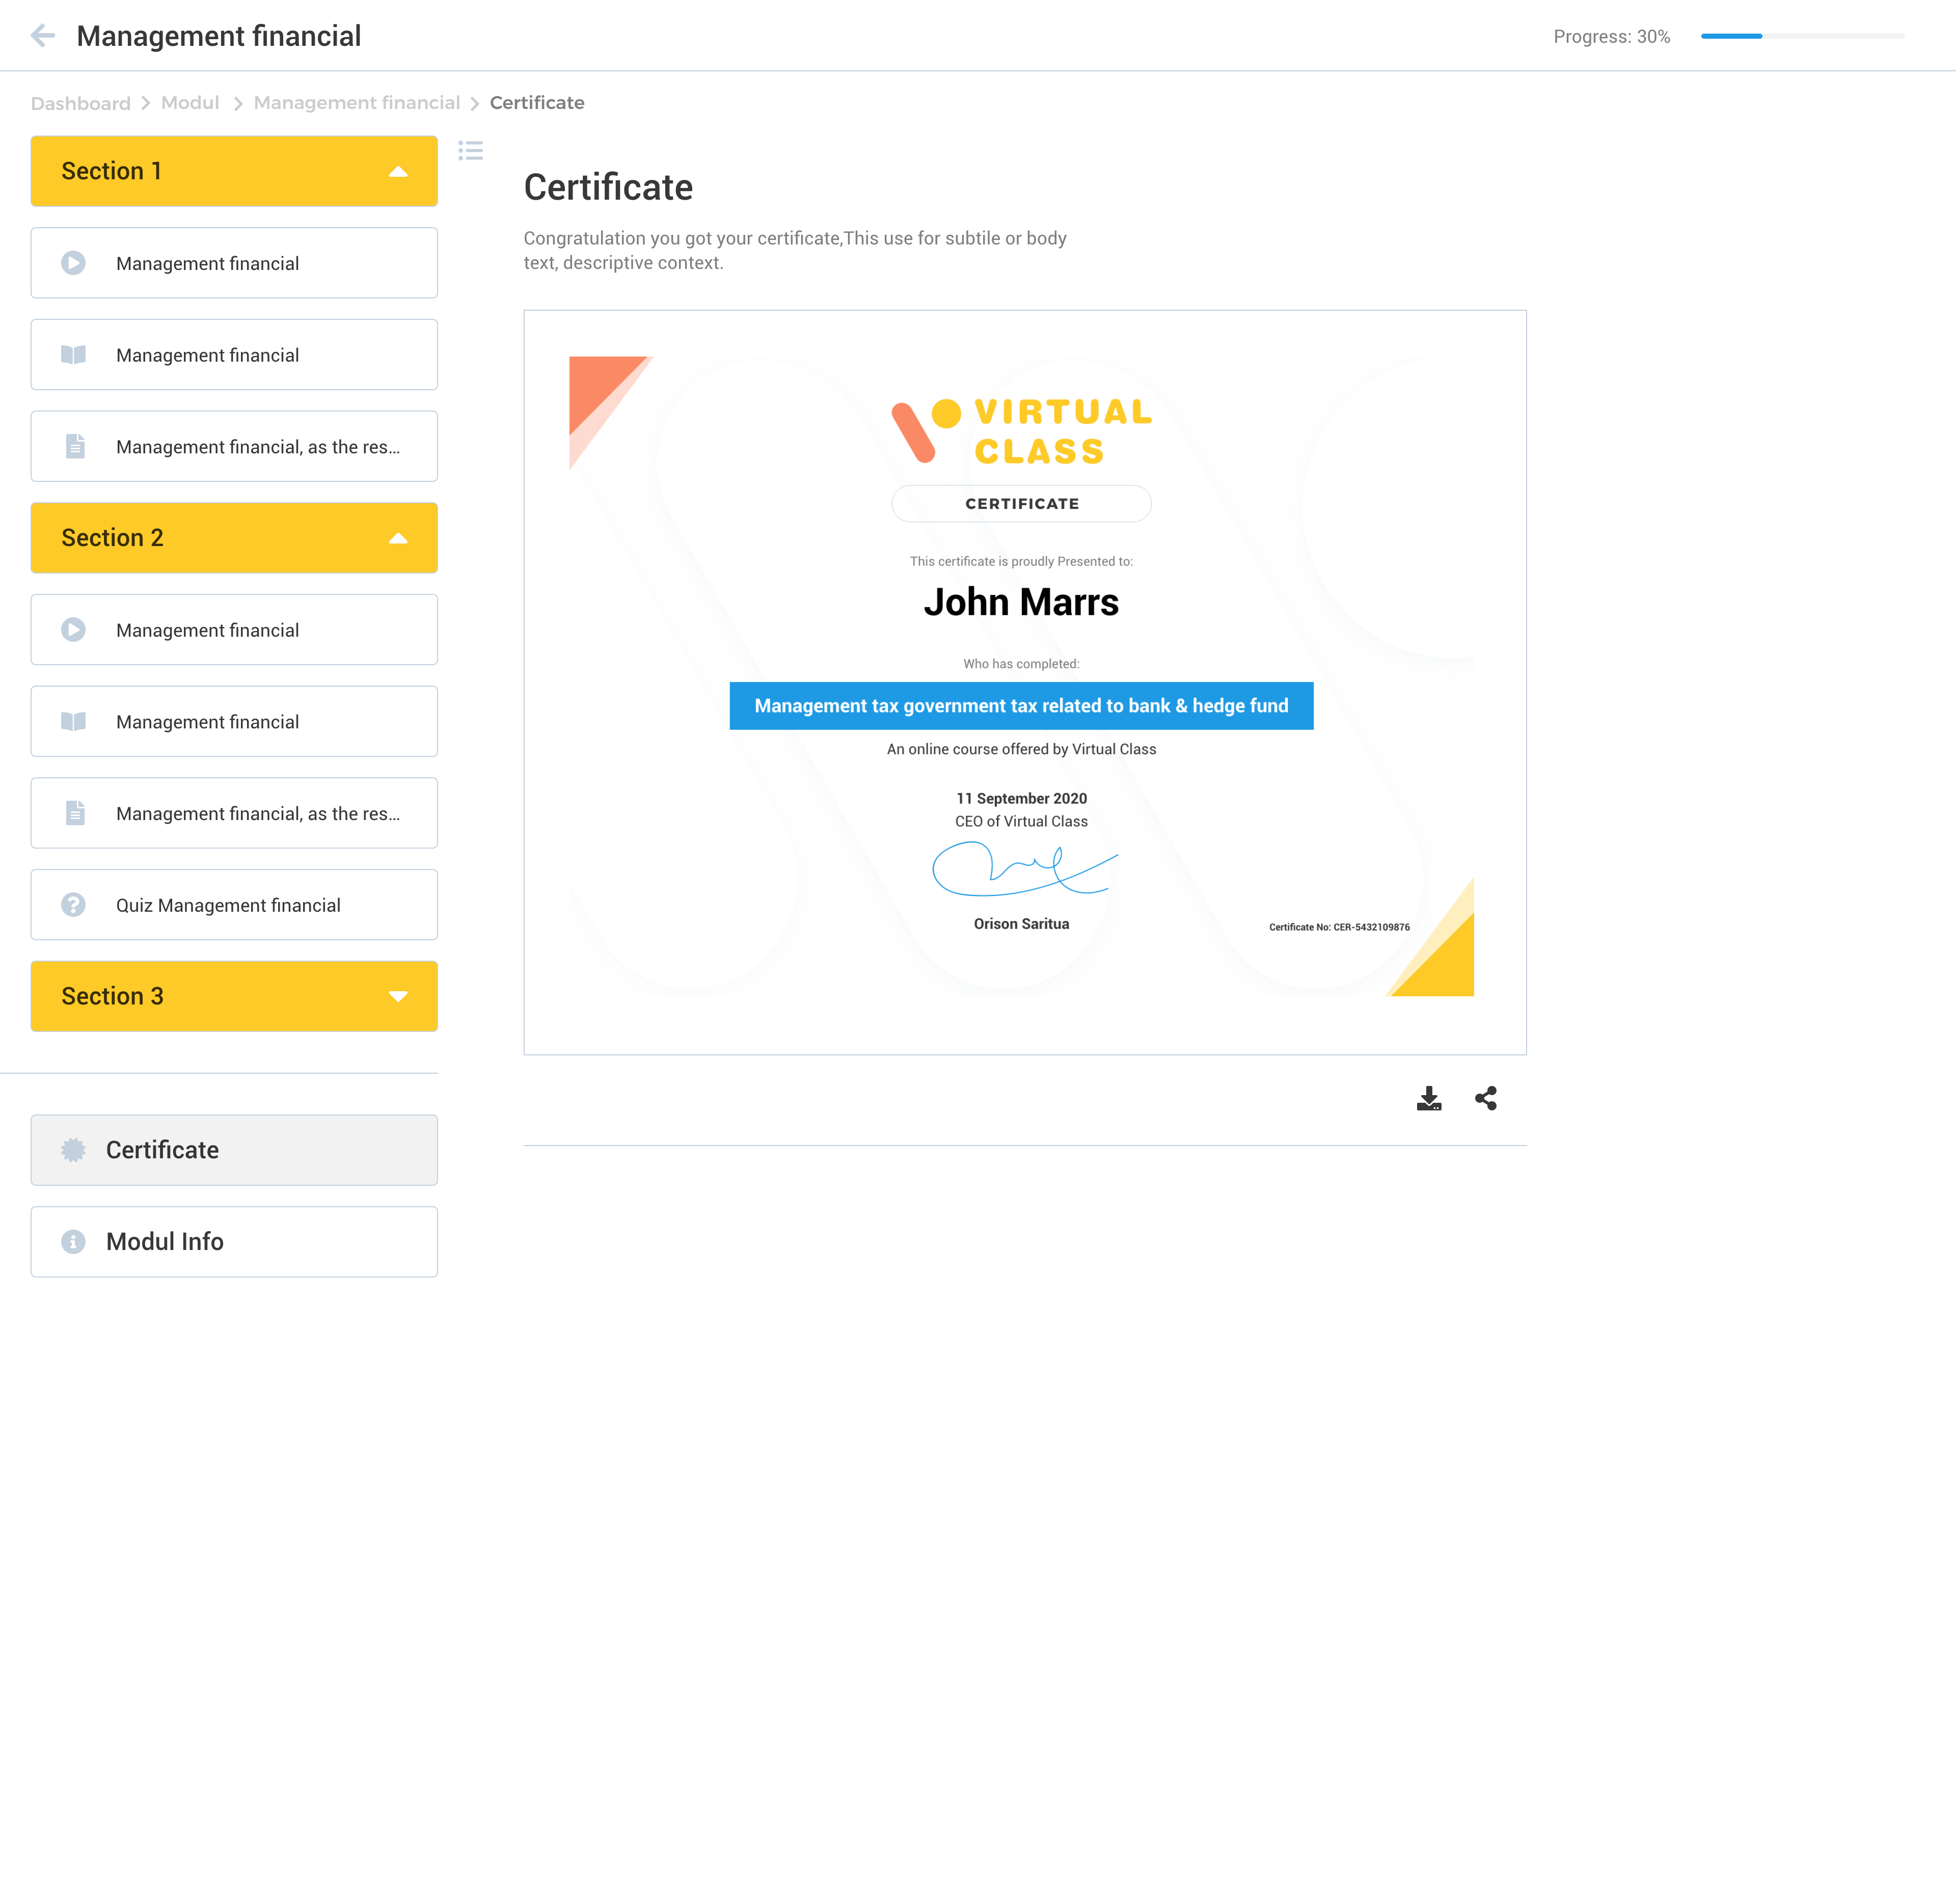 Management financial
Progress: 30%
Dashboard
Modul
Management financial
Certificate
Section 1
Management financial
Management financial
Management financial, as the res...
Section 2
Management financial
Management financial
Management financial, as the res...
Quiz Management financial
Section 3
Certificate
Modul Info
Certificate
Congratulation you got your certificate,This use for subtile or body
text, descriptive context.
VIRTUAL
CLASS
CERTIFICATE
This certificate is proudly Presented to:
John Marrs
Who has completed:
Management tax government tax related to bank & hedge fund
An online course offered by Virtual Class
11 September 2020
CEO of Virtual Class
Orison Saritua
Certificate No: CER-5432109876